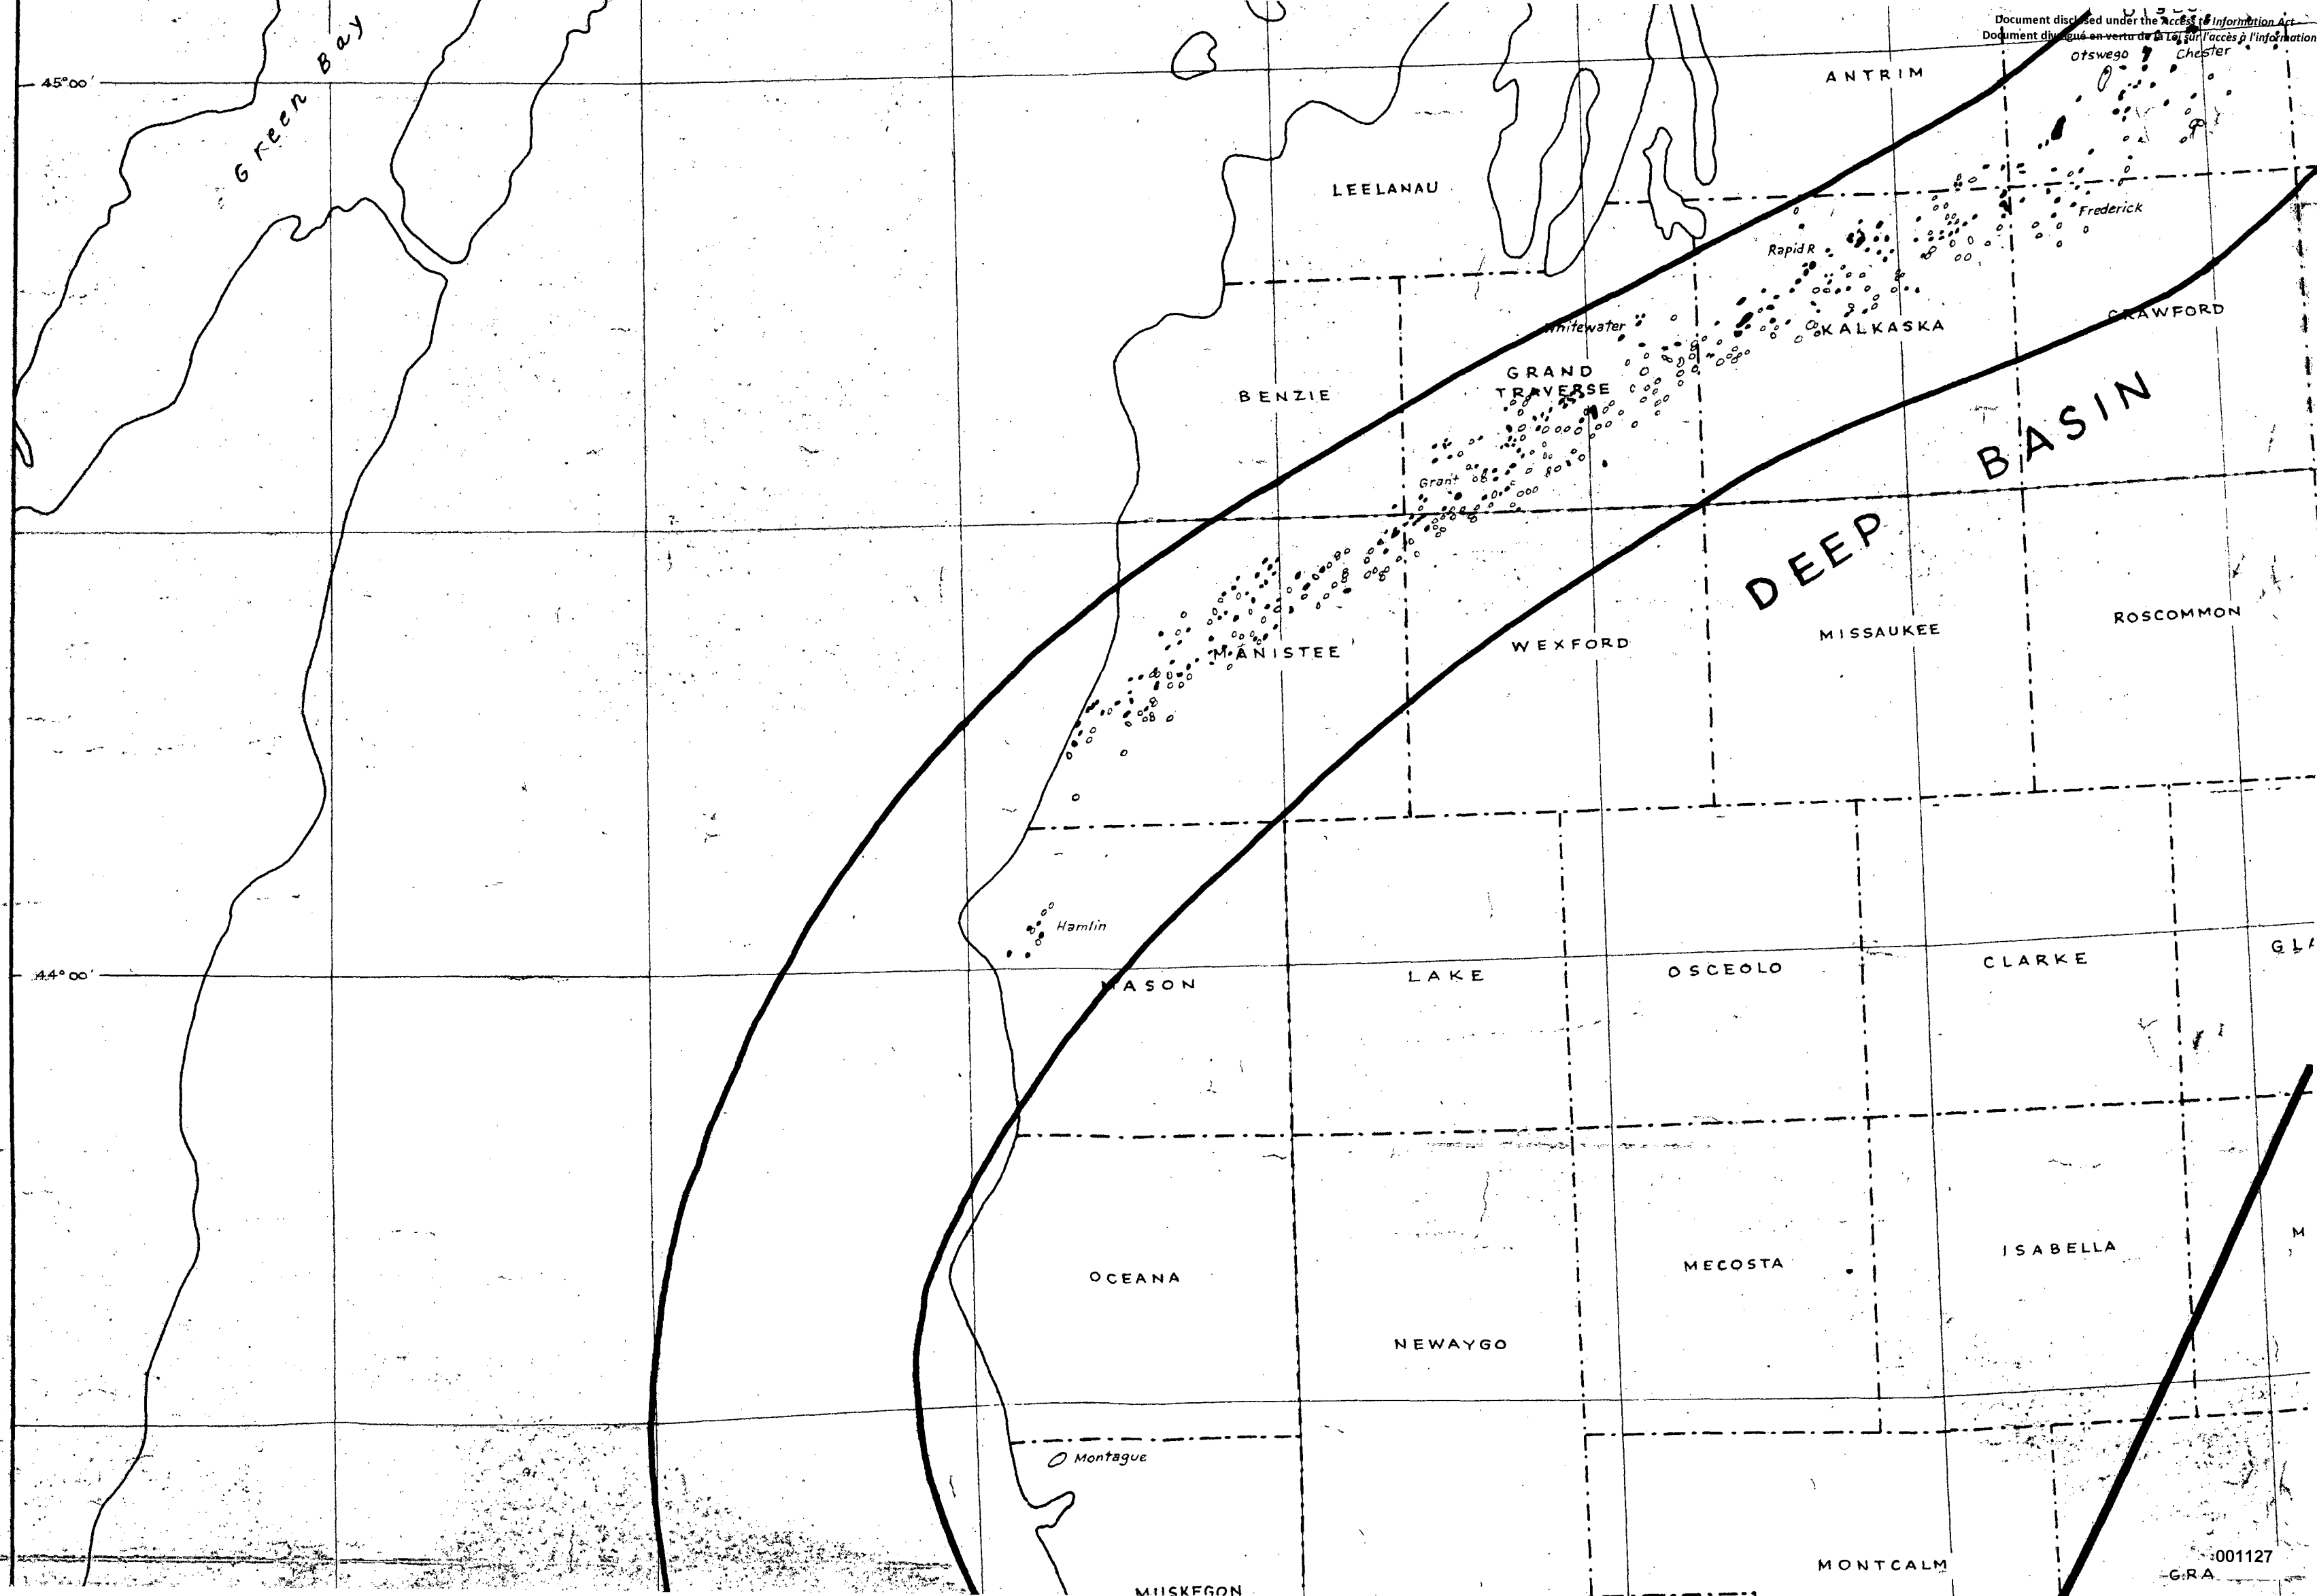 Document disclosed under the Access to Information Act -
Document divulgué en vertu de la Loi sur l'accès à l'information
Green Bay
45°00'
ANTRIM
Otswego
Chester
LEELANAU
Frederick
Rapid R
Whitewater
KALKASKA
CRAWFORD
GRAND
TRAVERSE
BENZIE
Grant
DEEP BASIN
MANISTEE
WEXFORD
MISSAUKEE
ROSCOMMON
Hamlin
44°00'
MASON
LAKE
OSCEOLO
CLARKE
GLA
OCEANA
MECOSTA
ISABELLA
M
NEWAYGO
Montague
MONTCALM
001127
GRA
MUSKEGON